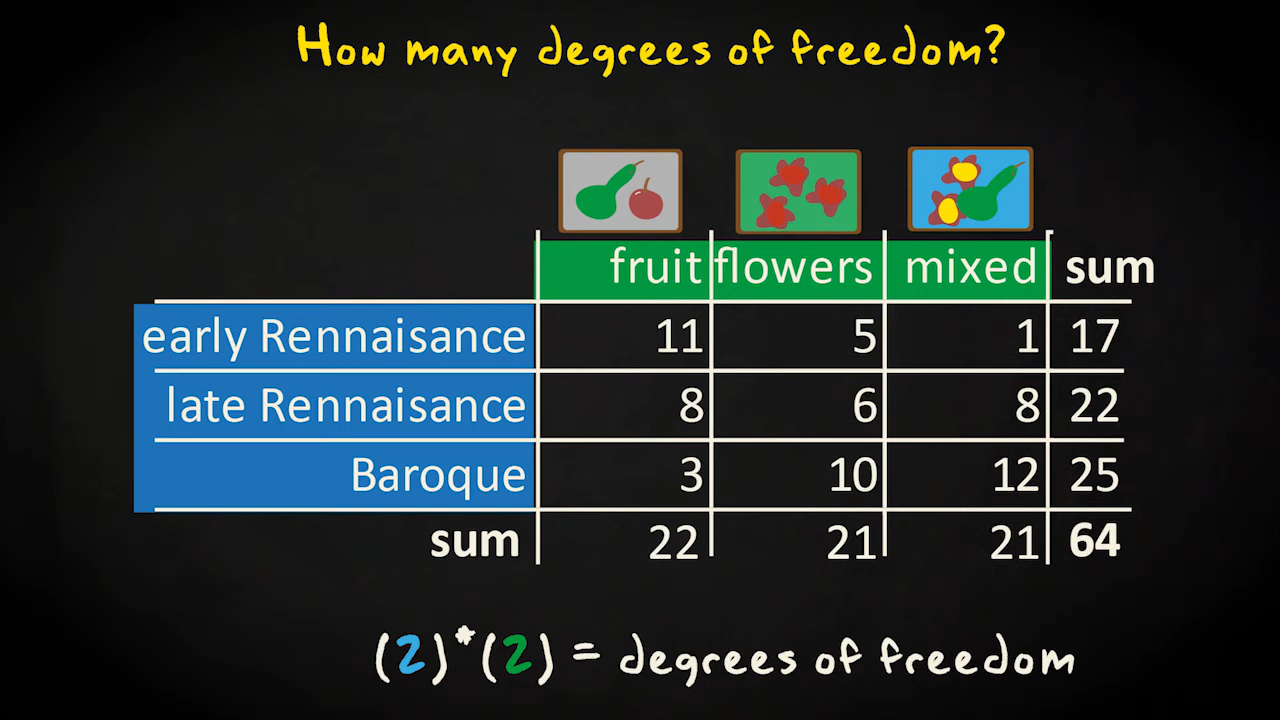 How many degrees of freedom?
fruit flowers mixed sum
early Rennaisance 11 5 1 17
late Rennaisance 8 6 8 22
Baroque 3 10 12 25
sum 22 21 21 64
(2)*(2) = degrees of freedom